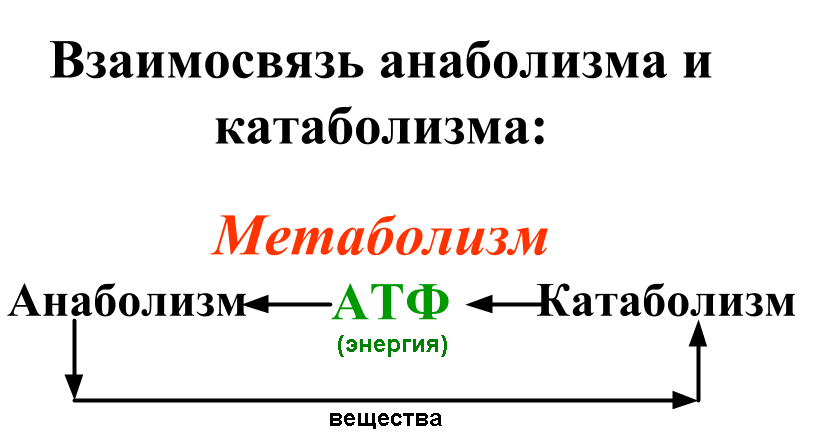 Взаимосвязь анаболизма и
катаболизма:
Метаболизм
Анаболизм АТФ Катаболизм
(энергия)
вещества